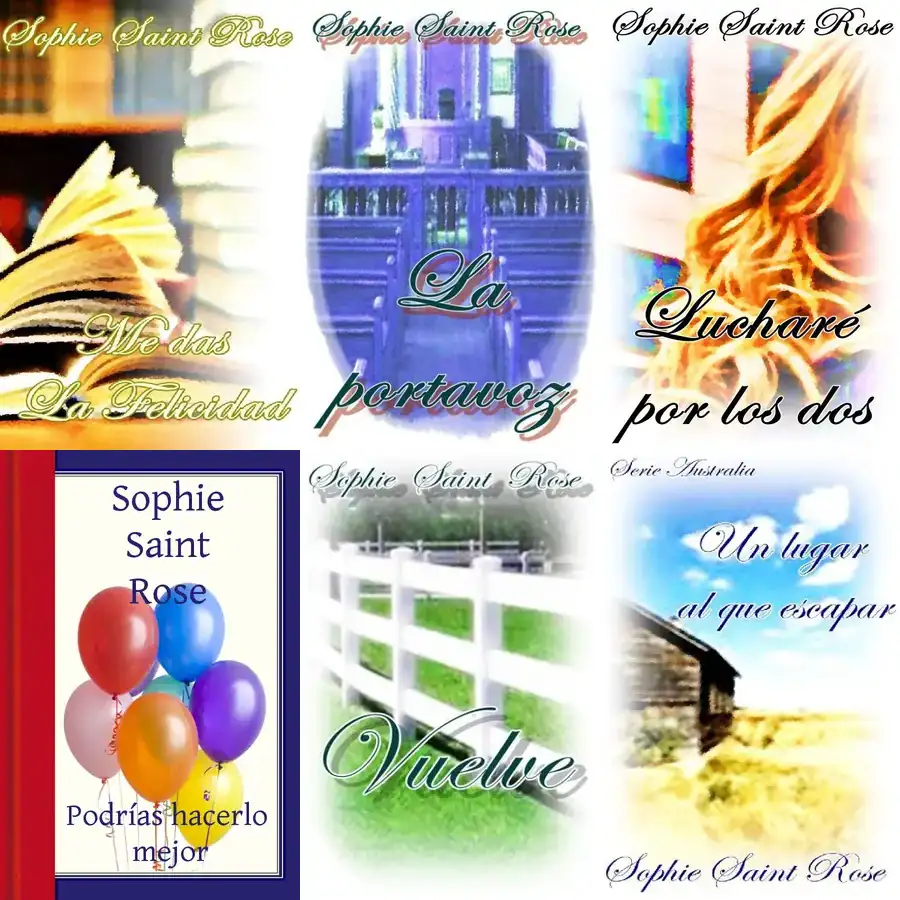 Sophie Saint Rose
Me das
La Felicidad
Sophie Saint Rose
La
portavoz
Sophie Saint Rose
Lucharé
por los dos
Sophie
Saint
Rose
Podrías hacerlo
mejor
Sophie Saint Rose
Vuelve
Serie Australia
Un lugar
al que escapar
Sophie Saint Rose